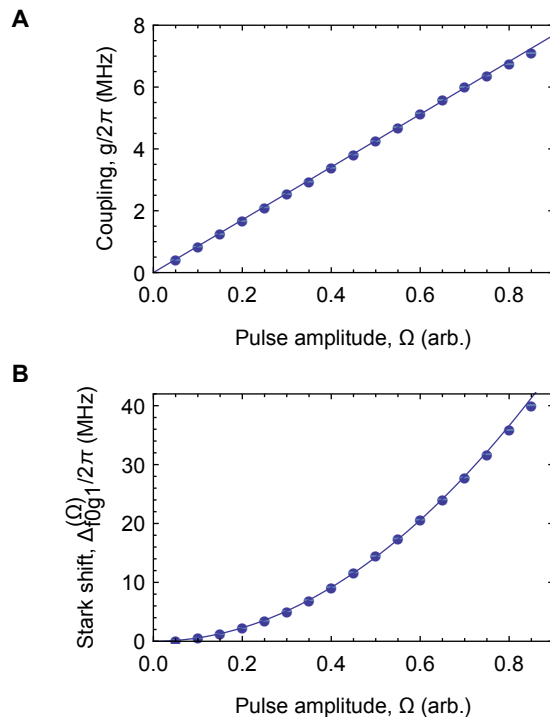 A
8
6
4
2
0
Coupling, g/2π (MHz)
0.0 0.2 0.4 0.6 0.8
Pulse amplitude, Ω (arb.)
B
40
30
20
10
0
Stark shift, Δ(Ω)f0g1/2π (MHz)
0.0 0.2 0.4 0.6 0.8
Pulse amplitude, Ω (arb.)